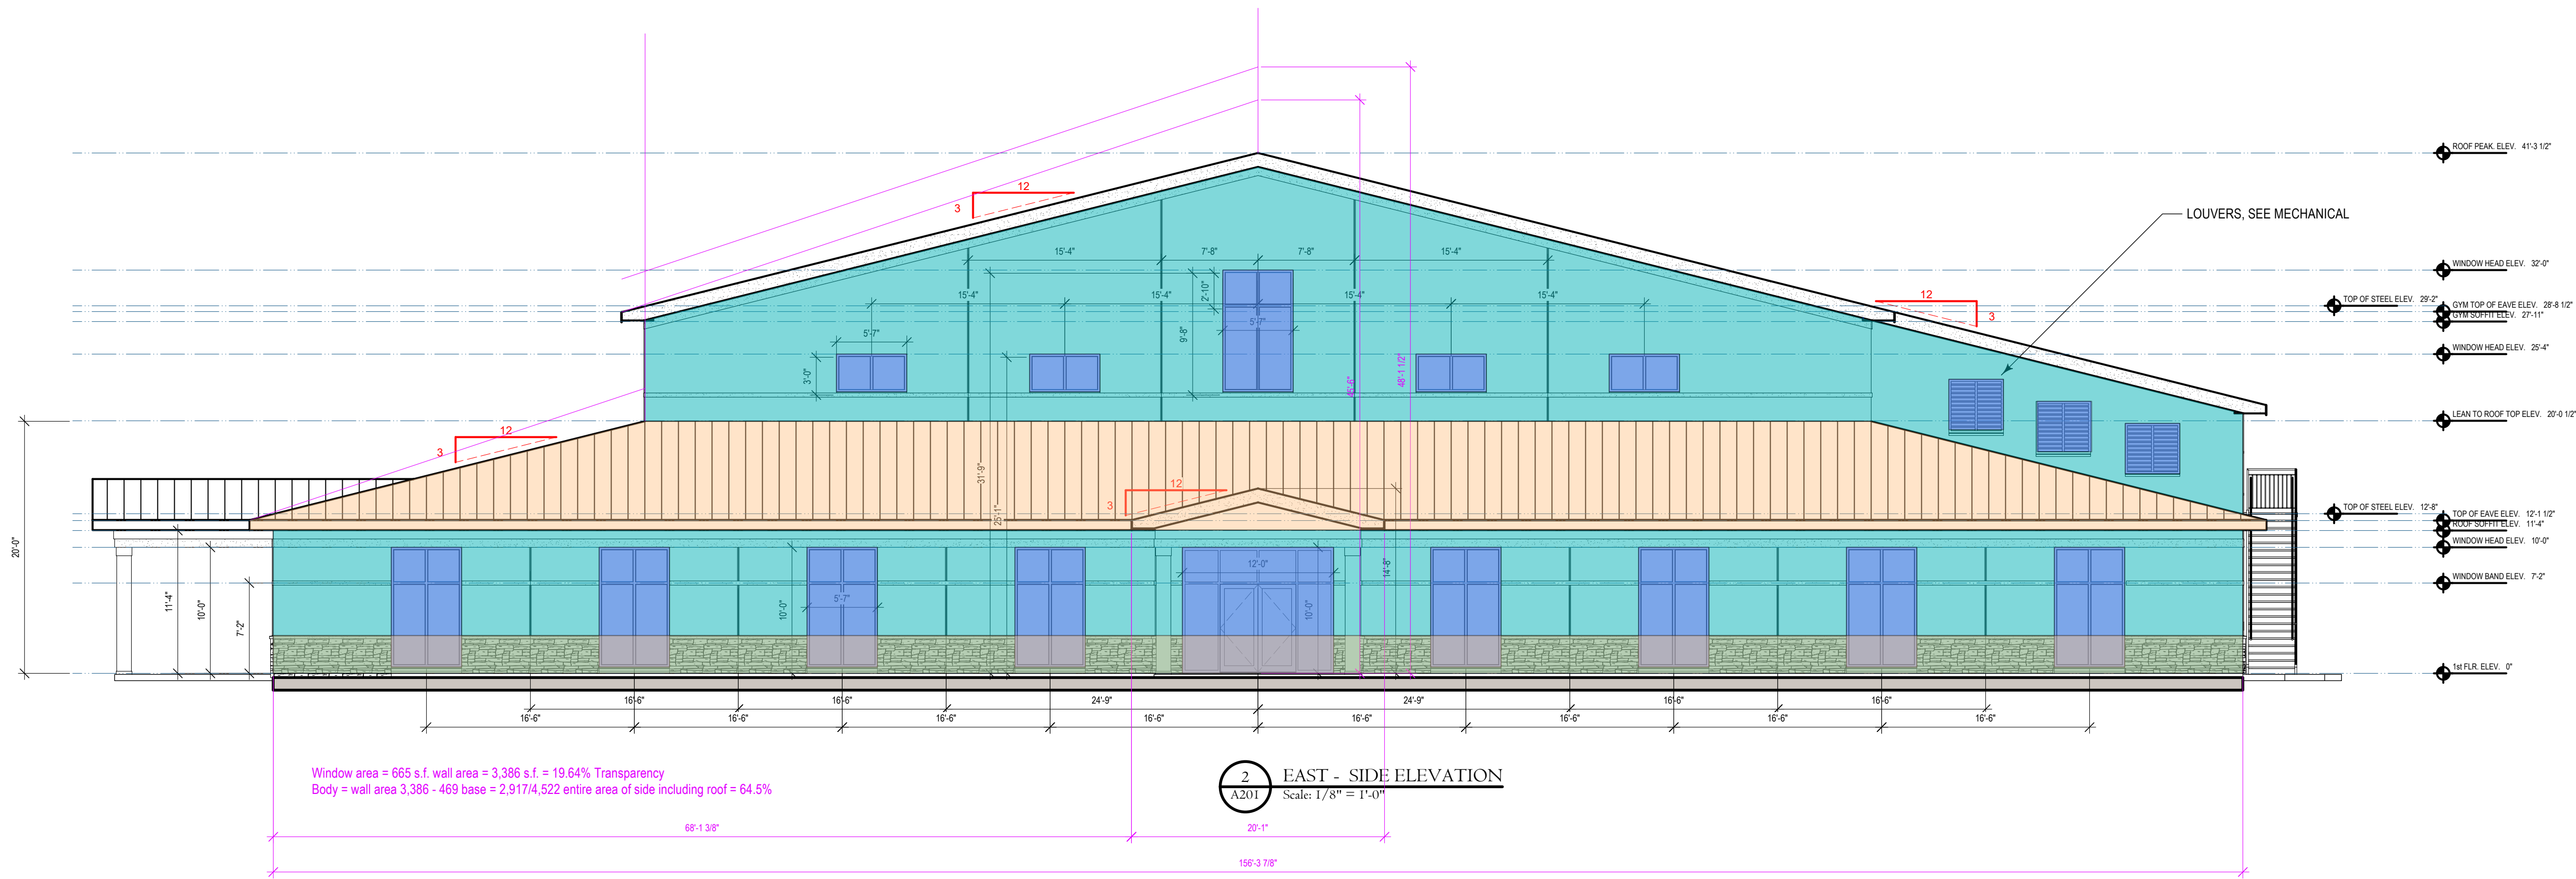 ROOF PEAK. ELEV. 41'-3 1/2"
12
3
LOUVERS, SEE MECHANICAL
15'-4" 7'-8" 7'-8" 15'-4"
WINDOW HEAD ELEV. 32'-0"
2'-10"
15'-4" 15'-4" 15'-4" 15'-4"
12
3
TOP OF STEEL ELEV. 29'-2"
GYM TOP OF EAVE ELEV. 28'-8 1/2"
GYM SOFFIT ELEV. 27'-11"
5'-7"
5'-7"
9'-8"
WINDOW HEAD ELEV. 25'-4"
3'-0"
45'-6"
48'-1 1/2"
LEAN TO ROOF TOP ELEV. 20'-0 1/2"
12
3
31'-9"
25'-1"
12
3
TOP OF STEEL ELEV. 12'-8"
TOP OF EAVE ELEV. 12'-1 1/2"
ROOF SOFFIT ELEV. 11'-4"
WINDOW HEAD ELEV. 10'-0"
20'-0"
12'-0"
14'-8"
WINDOW BAND ELEV. 7'-2"
11'-4"
10'-0"
7'-2"
5'-7"
10'-0"
10'-0"
1st FLR. ELEV. 0"
16'-6" 16'-6" 24'-9" 24'-9" 16'-6" 16'-6"
16'-6" 16'-6" 16'-6" 16'-6" 16'-6" 16'-6"
Window area = 665 s.f. wall area = 3,386 s.f. = 19.64% Transparency
Body = wall area 3,386 - 469 base = 2,917/4,522 entire area of side including roof = 64.5%
2
A201
EAST - SIDE ELEVATION
Scale: 1/8" = 1'-0"
68'-1 3/8" 20'-1"
156'-3 7/8"